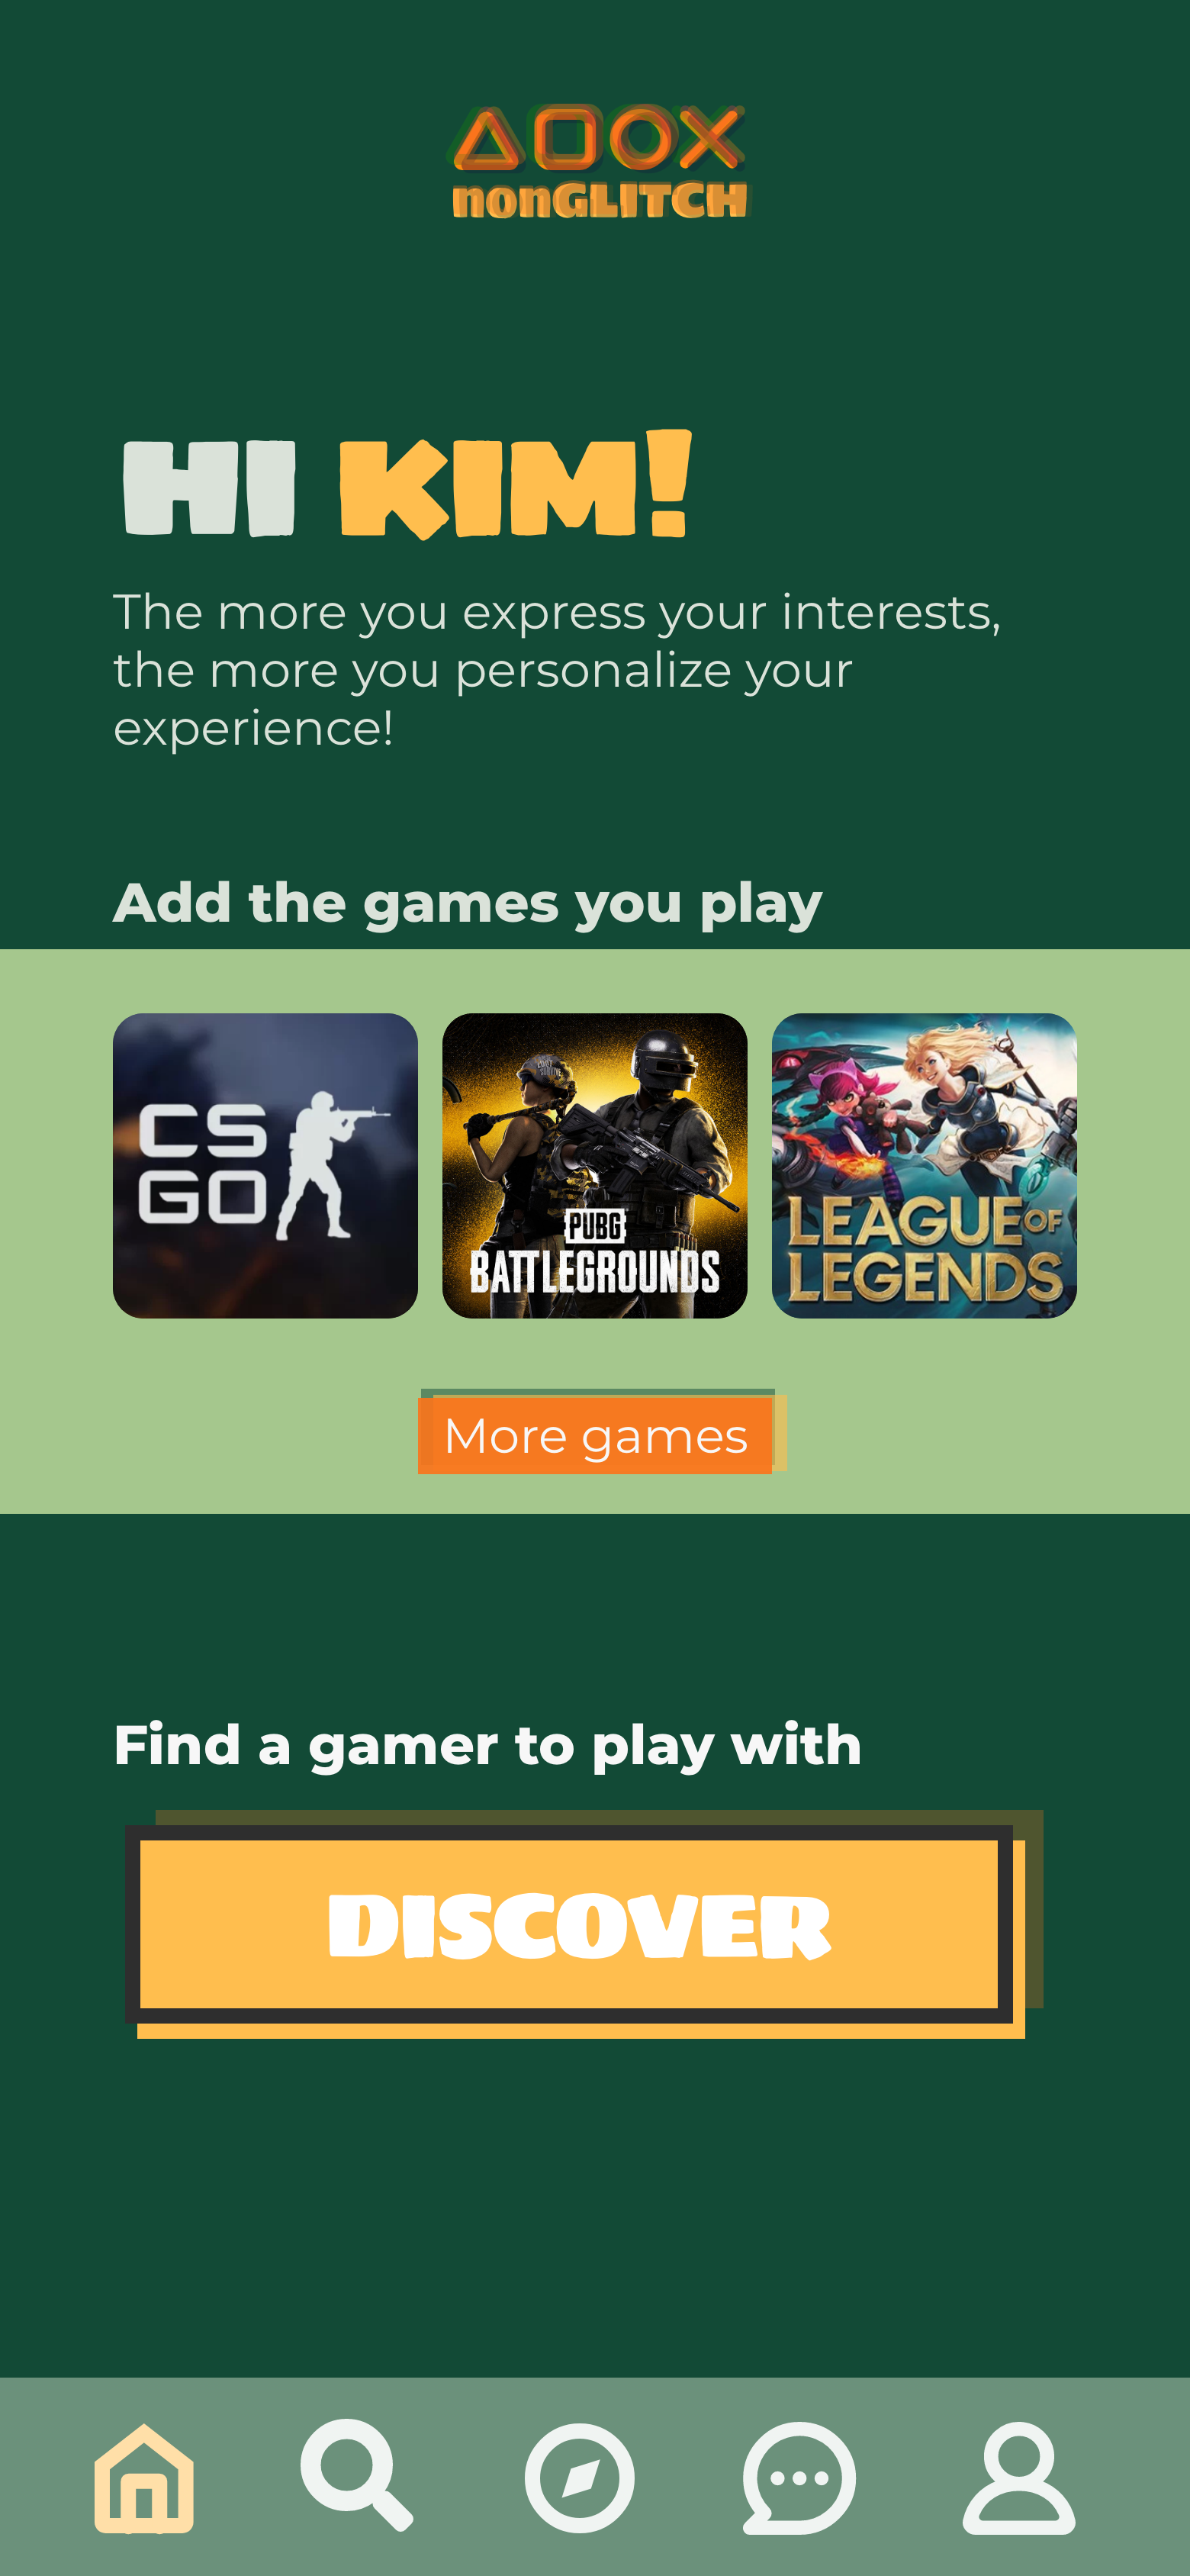 nonGLITCH
HI KIM!
The more you express your interests,
the more you personalize your
experience!
Add the games you play
CS
GO
PUBG
BATTLEGROUNDS
LEAGUE OF
LEGENDS
More games
Find a gamer to play with
DISCOVER